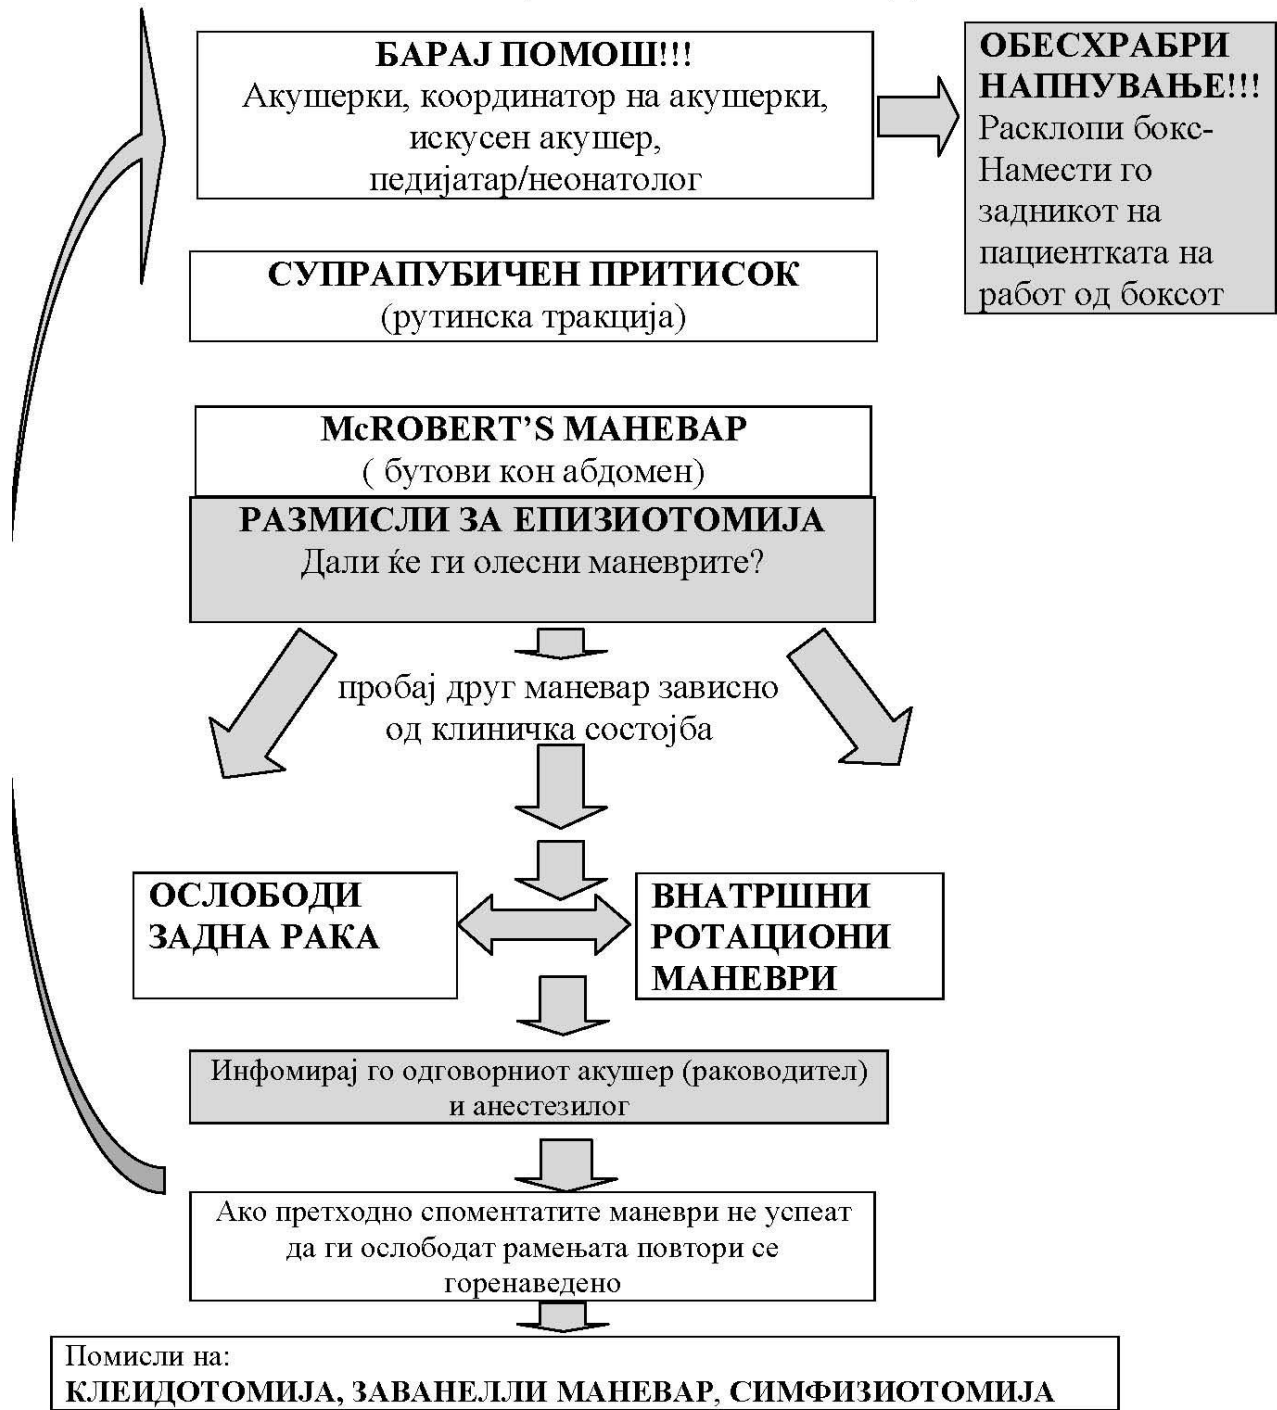 БАРАЈ ПОМОШ!!!
Акушерки, координатор на акушерки,
искусен акушер,
педијатар/неонатолог
ОБЕСХРАБРИ
НАПНУВАЊЕ!!!
Расклопи бокс-
Намести го
задникот на
пациентката на
работ од боксот
СУПРАПУБИЧЕН ПРИТИСОК
(рутинска тракција)
McROBERT’S МАНЕВАР
( бутови кон абдомен)
РАЗМИСЛИ ЗА ЕПИЗИОТОМИЈА
Дали ќе ги олесни маневрите?
пробај друг маневар зависно
од клиничка состојба
ОСЛОБОДИ
ЗАДНА РАКА
ВНАТРШНИ
РОТАЦИОНИ
МАНЕВРИ
Инфомирај го одговорниот акушер (раководител)
и анестезилог
Ако претходно споментатите маневри не успеат
да ги ослободат рамењата повтори се
горенаведено
Помисли на:
КЛЕИДОТОМИЈА, ЗАВАНЕЛЛИ МАНЕВАР, СИМФИЗИОТОМИЈА